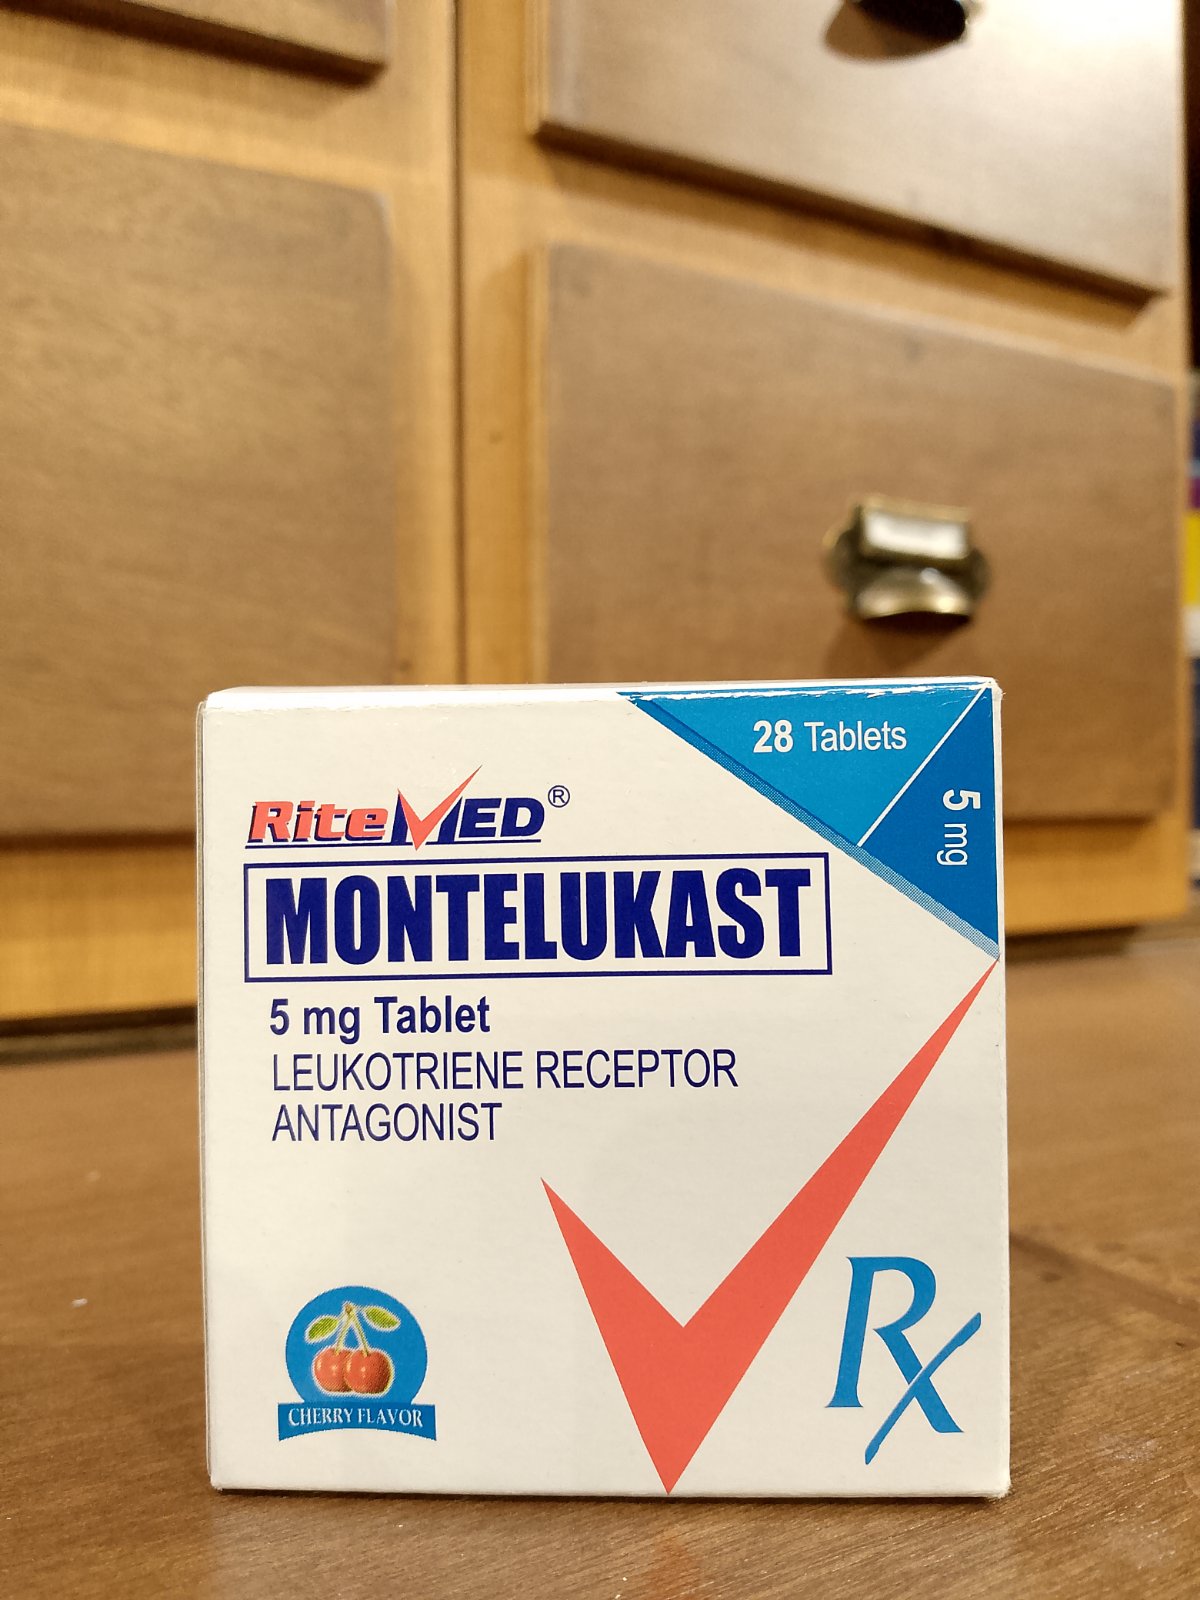 28 Tablets
5 mg
RiteMED®
MONTELUKAST
5 mg Tablet
LEUKOTRIENE RECEPTOR
ANTAGONIST
CHERRY FLAVOR
Rx